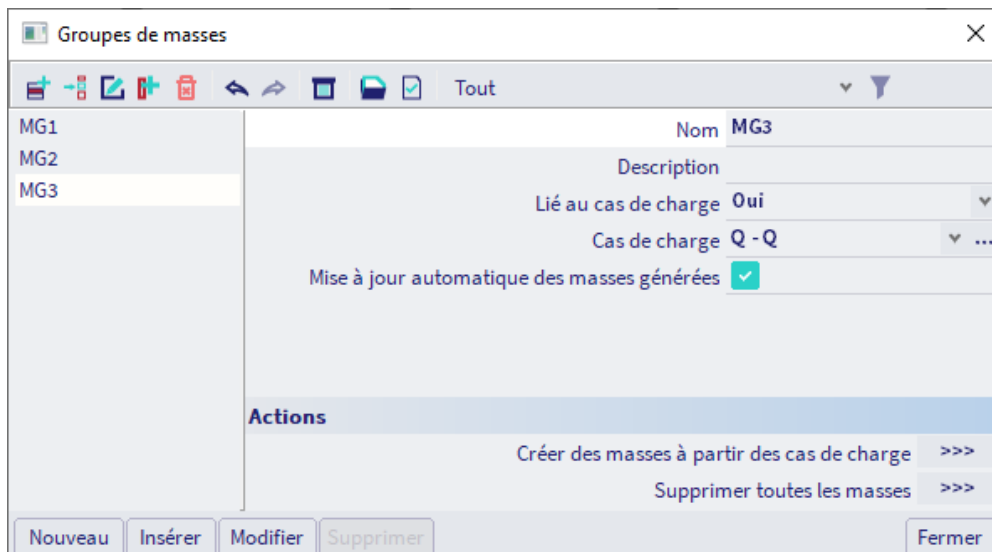 Groupes de masses
Tout
MG1
MG2
MG3
Nom MG3
Description
Lié au cas de charge Oui
Cas de charge Q - Q ...
Mise à jour automatique des masses générées
Actions
Créer des masses à partir des cas de charge >>>
Supprimer toutes les masses >>>
Nouveau Insérer Modifier Supprimer Fermer